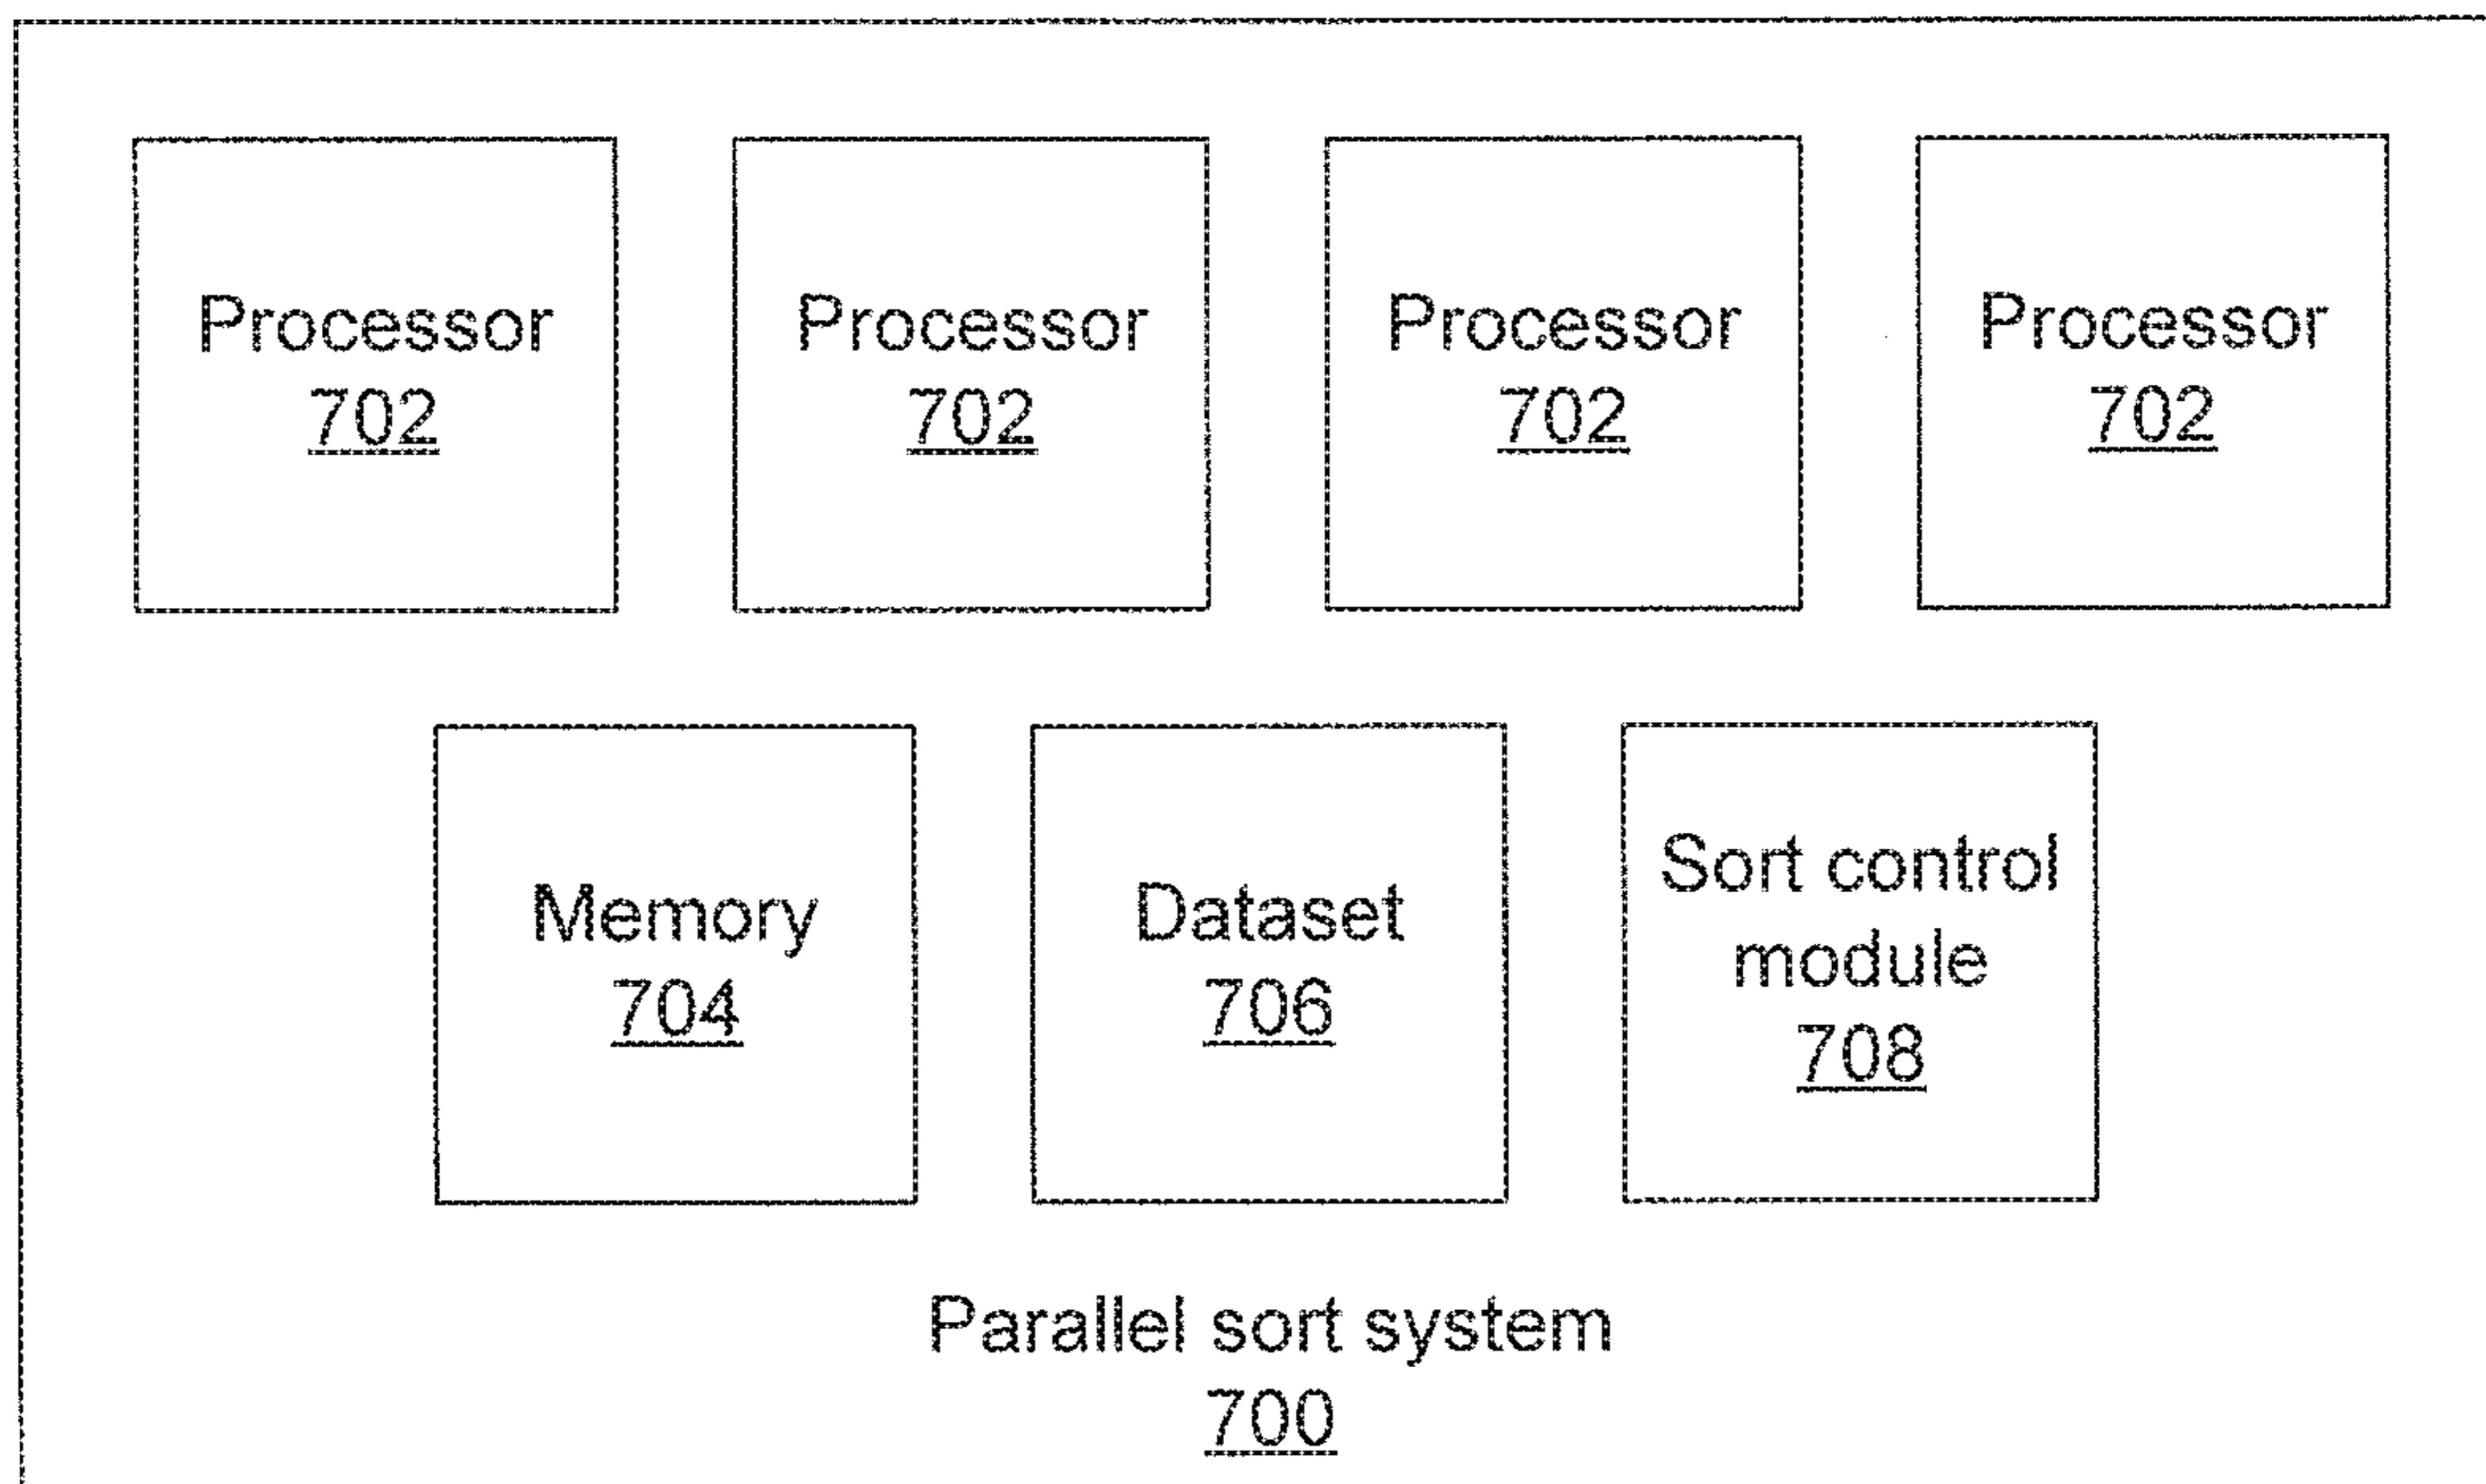 Processor
702
Processor
702
Processor
702
Processor
702
Memory
704
Dataset
706
Sort control
module
708
Parallel sort system
700